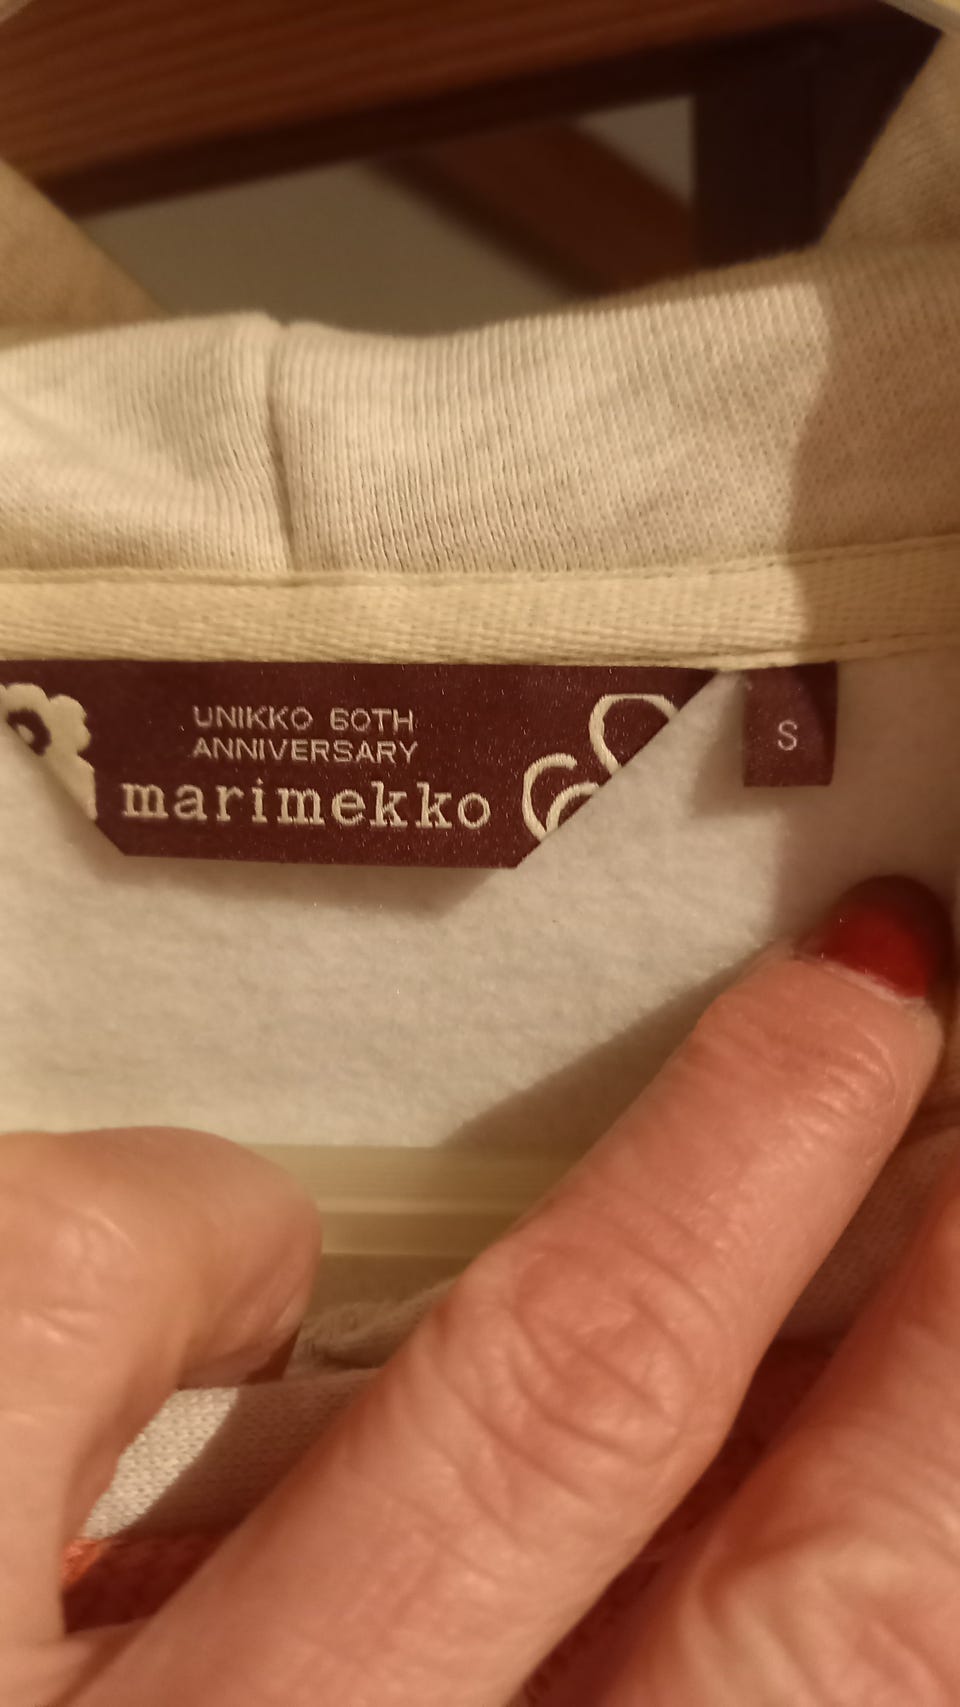 UNIKKO 60TH
ANNIVERSARY
marimekko
S